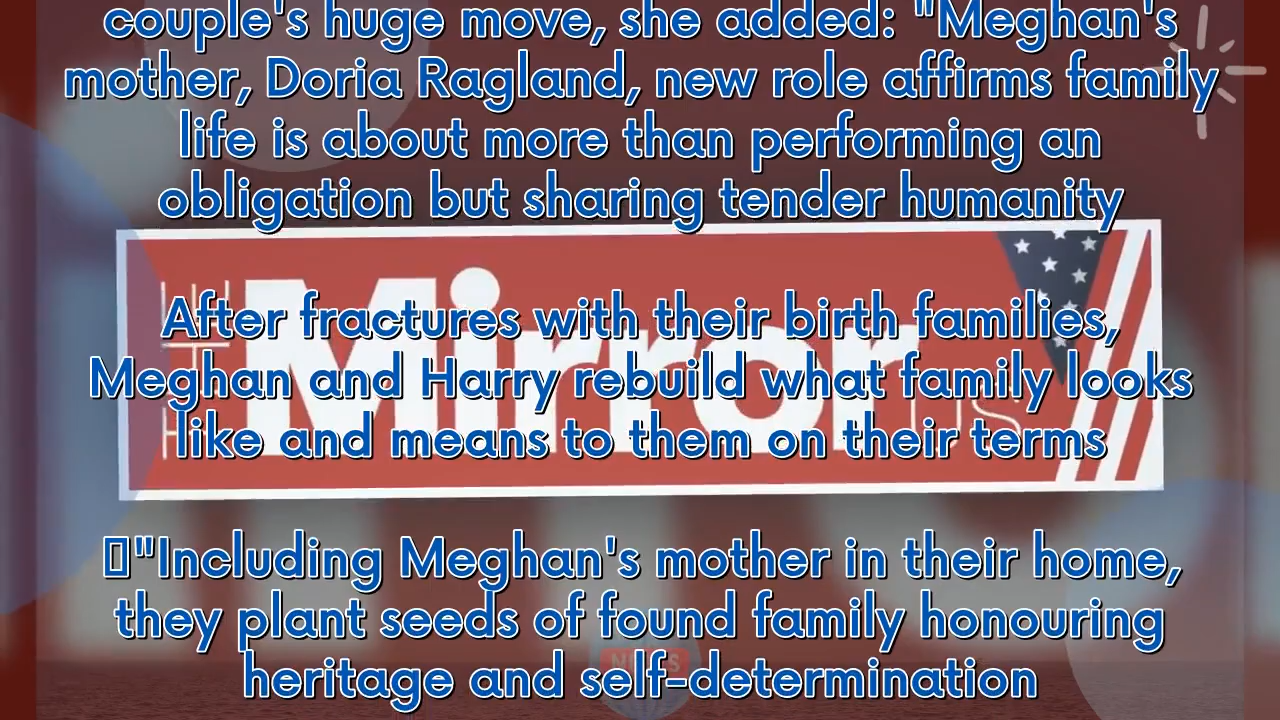 couple's huge move, she added: "Meghan's
mother, Doria Ragland, new role affirms family
life is about more than performing an
obligation but sharing tender humanity
Mirror
US
After fractures with their birth families,
Meghan and Harry rebuild what family looks
like and means to them on their terms
"Including Meghan's mother in their home,
they plant seeds of found family honouring
heritage and self-determination
NEWS